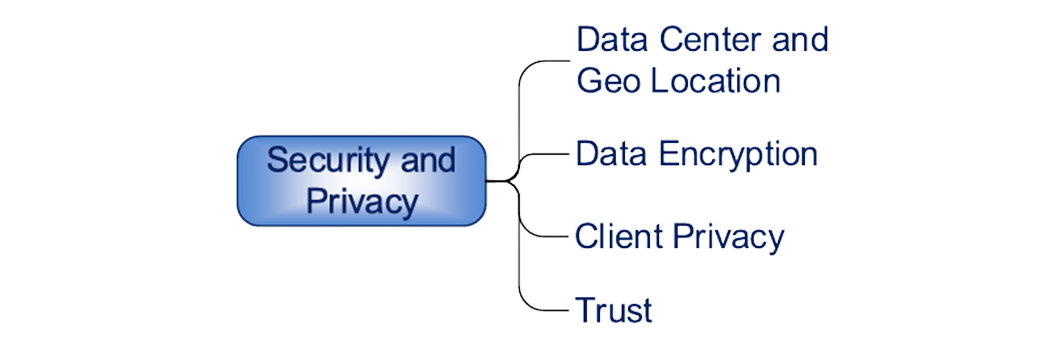 Security and
Privacy
Data Center and
Geo Location
Data Encryption
Client Privacy
Trust